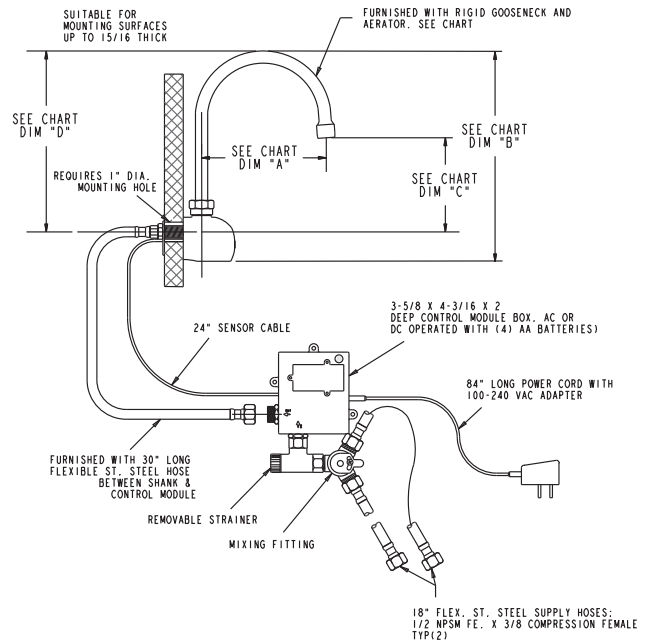 SUITABLE FOR
MOUNTING SURFACES
UP TO 15/16 THICK
FURNISHED WITH RIGID GOOSENECK AND
AERATOR. SEE CHART
SEE CHART
DIM "D"
SEE CHART
DIM "B"
SEE CHART
DIM "A"
SEE CHART
DIM "C"
REQUIRES 1" DIA.
MOUNTING HOLE
3-5/8 X 4-3/16 X 2
DEEP CONTROL MODULE BOX. AC OR
DC OPERATED WITH (4) AA BATTERIES)
24" SENSOR CABLE
84" LONG POWER CORD WITH
100-240 VAC ADAPTER
FURNISHED WITH 30" LONG
FLEXIBLE ST. STEEL HOSE
BETWEEN SHANK &
CONTROL MODULE
REMOVABLE STRAINER
MIXING FITTING
18" FLEX. ST. STEEL SUPPLY HOSES:
1/2 NPSM FE. X 3/8 COMPRESSION FEMALE
TYP(2)